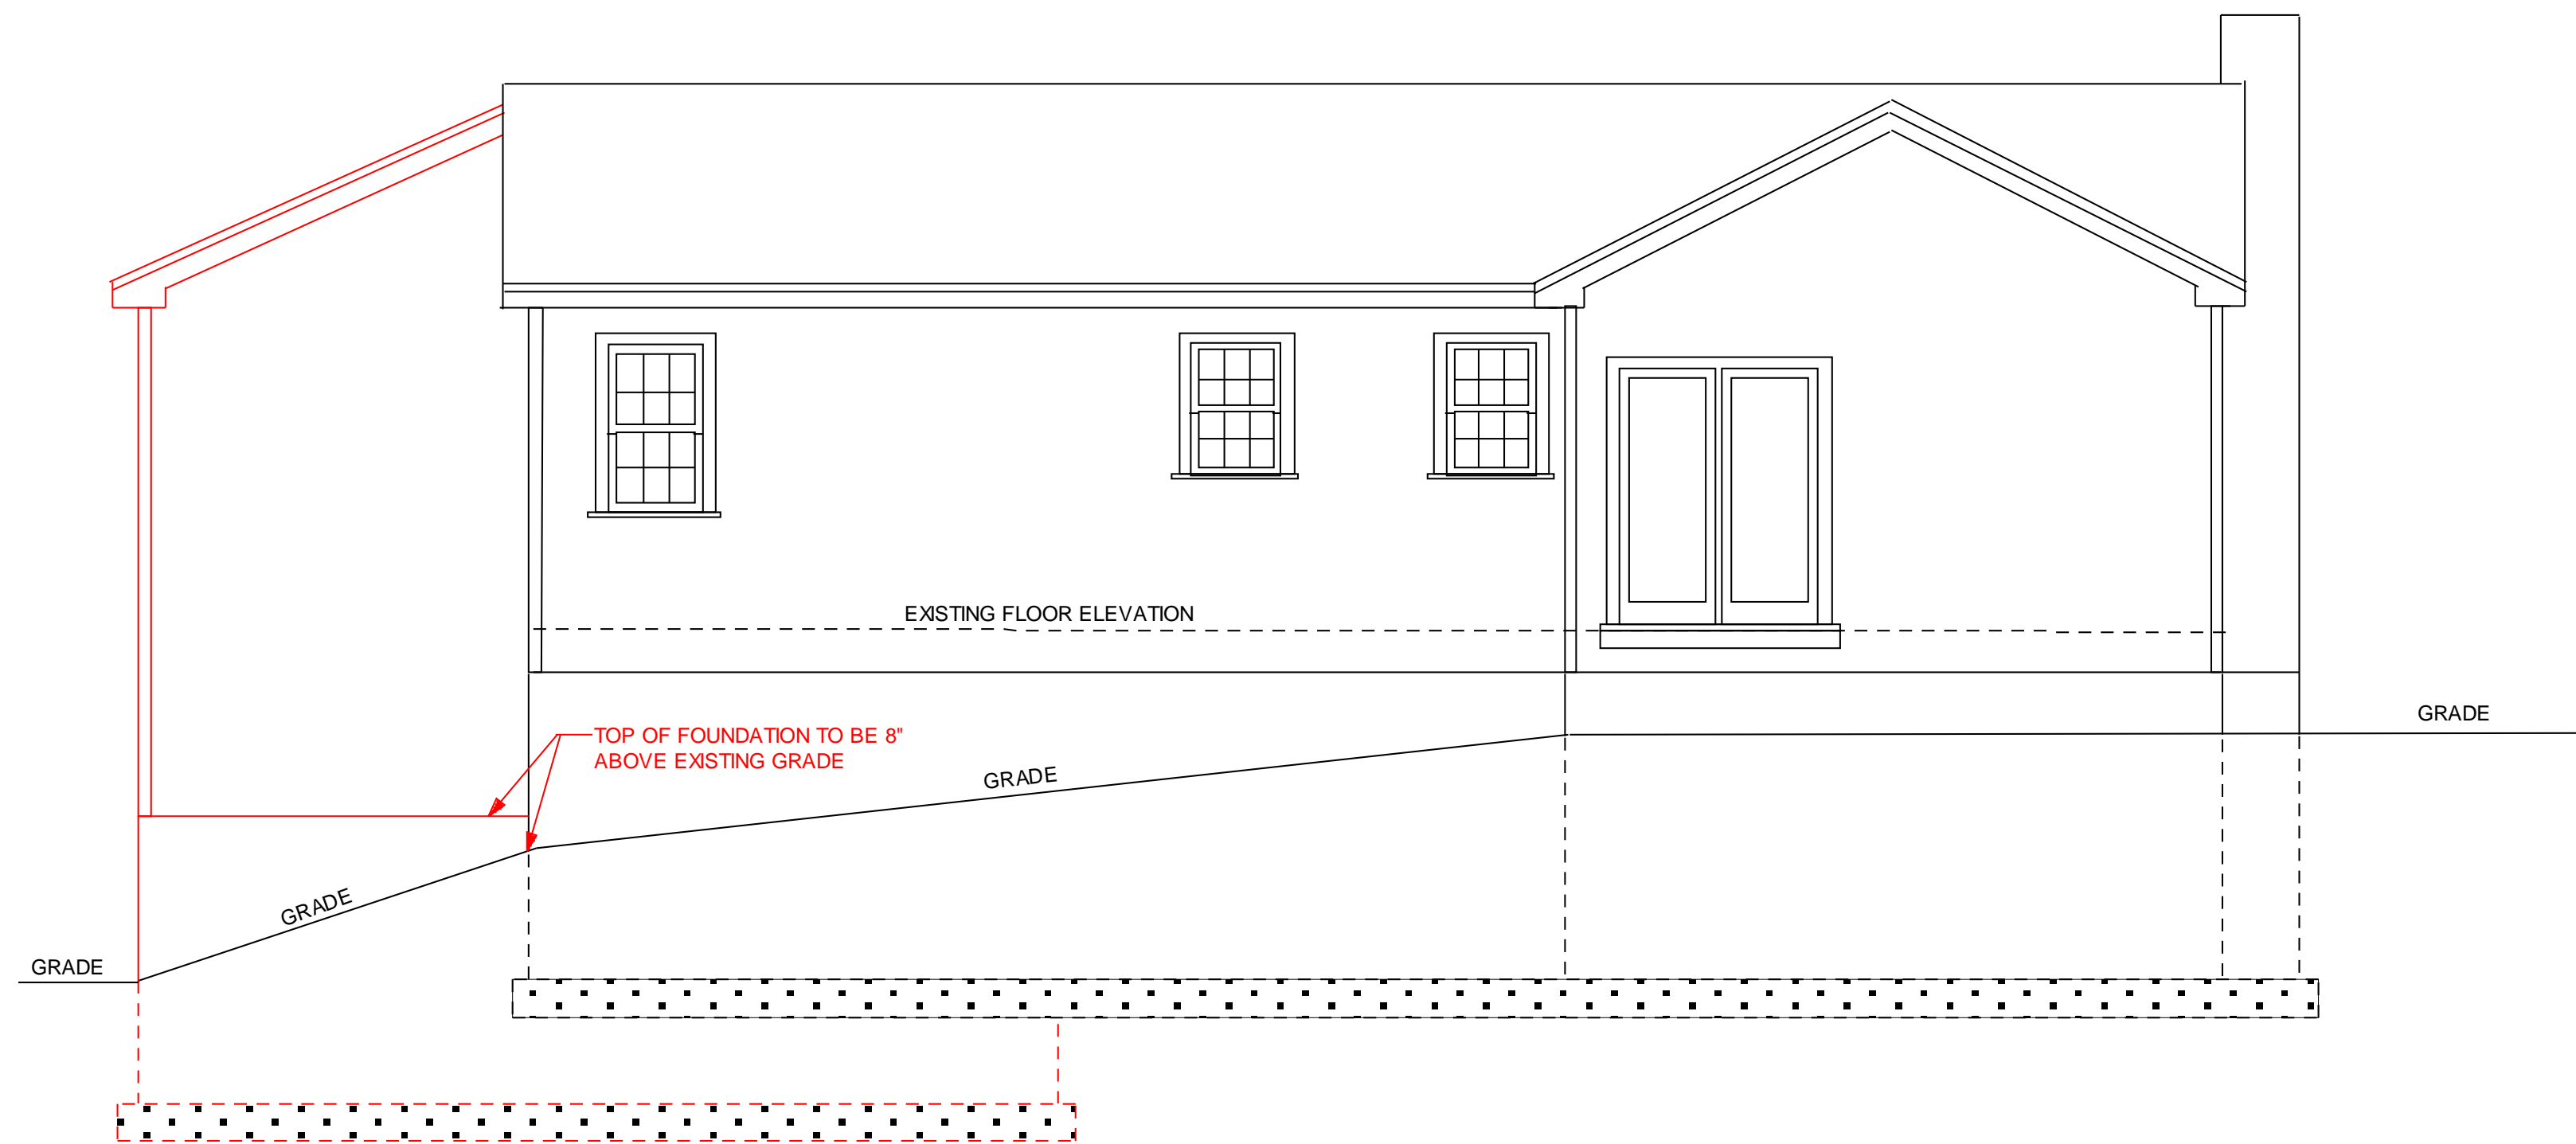 EXISTING FLOOR ELEVATION
GRADE
TOP OF FOUNDATION TO BE 8"
ABOVE EXISTING GRADE
GRADE
GRADE
GRADE